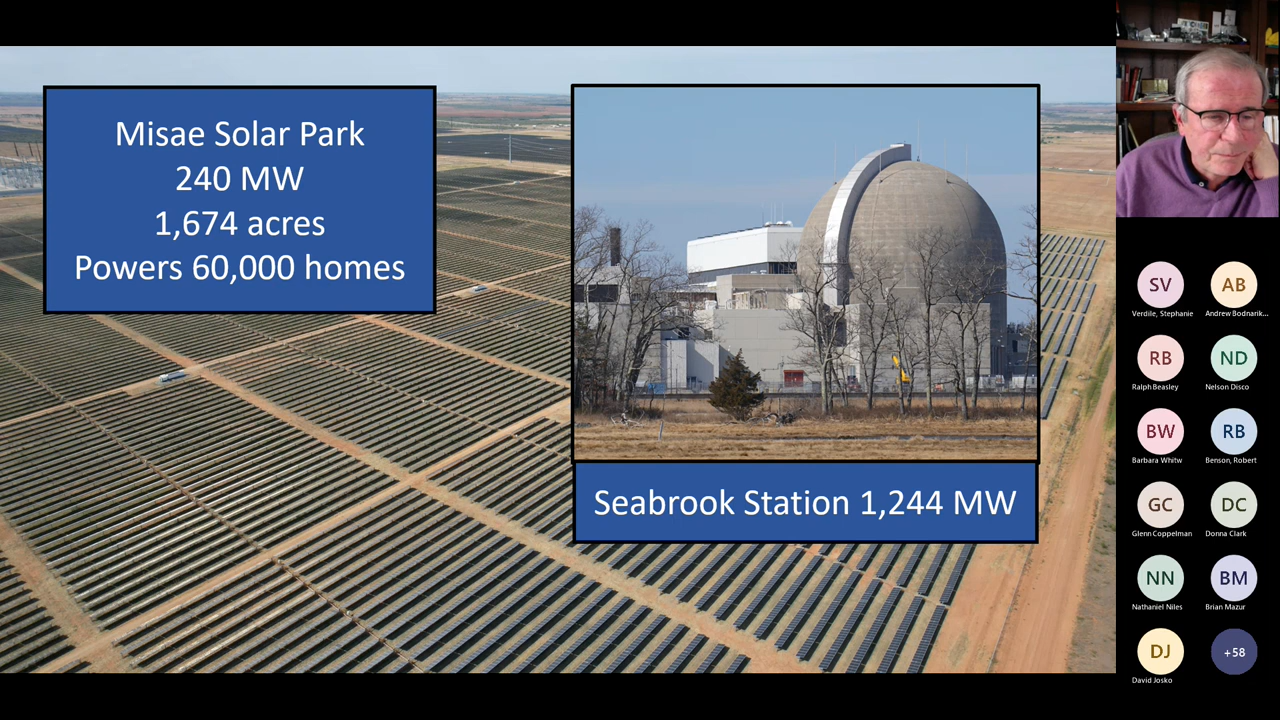 Misae Solar Park
240 MW
1,674 acres
Powers 60,000 homes
Seabrook Station 1,244 MW
SV
Verdile, Stephanie
AB
Andrew Bodnarik...
RB
Ralph Beasley
ND
Nelson Disco
BW
Barbara Whitw
RB
Benson, Robert
GC
Glenn Coppelman
DC
Donna Clark
NN
Nathaniel Niles
BM
Brian Mazur
DJ
David Josko
+58